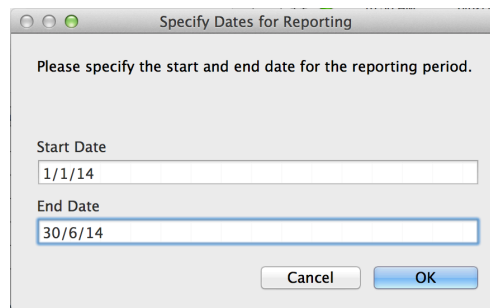 Specify Dates for Reporting
Please specify the start and end date for the reporting period.
Start Date
1/1/14
End Date
30/6/14
Cancel
OK